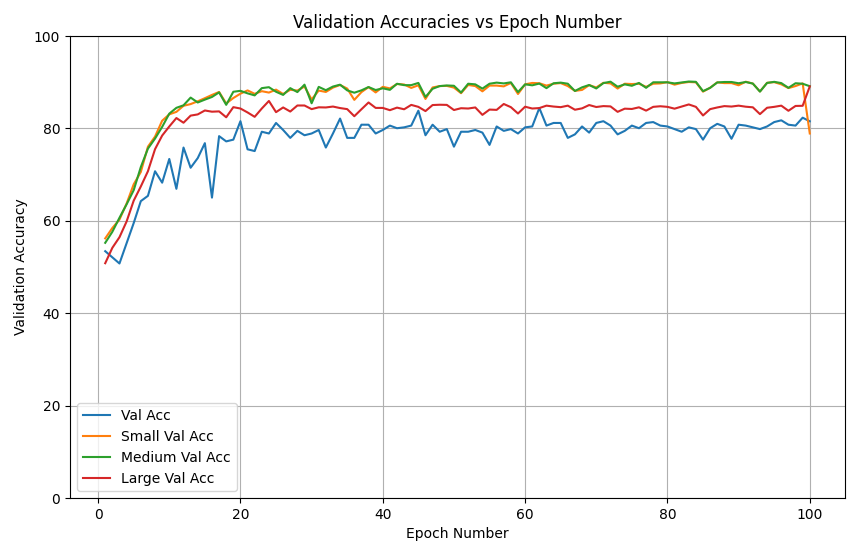 Validation Accuracies vs Epoch Number
100
80
60
40
20
0
Validation Accuracy
Val Acc
Small Val Acc
Medium Val Acc
Large Val Acc
0 20 40 60 80 100
Epoch Number